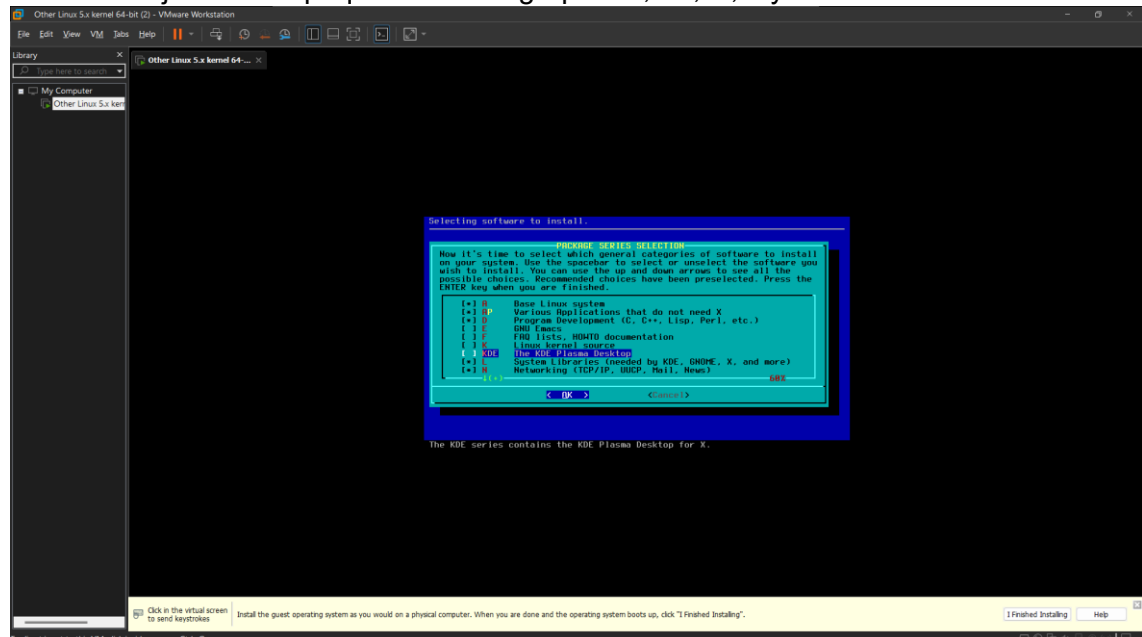 Other Linux 5.x kernel 64-bit (2) - VMware Workstation
File Edit View VM Tabs Help
Library
Type here to search
Other Linux 5.x kernel 64-...
My Computer
Other Linux 5.x kern
Selecting software to install.
PACKAGE SERIES SELECTION
Now it's time to select which general categories of software to install
on your system. Use the spacebar to select or unselect the software you
wish to install. You can use the up and down arrows to see all the
possible choices. Recommended choices have been preselected. Press the
ENTER key when you are finished.
[*] A Base Linux system
[*] AP Various Applications that do not need X
[*] D Program Development (C, C++, Lisp, Perl, etc.)
[ ] E GNU Emacs
[ ] F FAQ lists, HOWTO documentation
[ ] K Linux kernel source
[ ] KDE The KDE Plasma Desktop
[*] L System Libraries (needed by KDE, GNOME, X, and more)
[*] N Networking (TCP/IP, UUCP, Mail, News)
(+) 60%
< OK > <Cancel>
The KDE series contains the KDE Plasma Desktop for X.
Click in the virtual screen
to send keystrokes
Install the guest operating system as you would on a physical computer. When you are done and the operating system boots up, click "I Finished Installing".
I Finished Installing Help